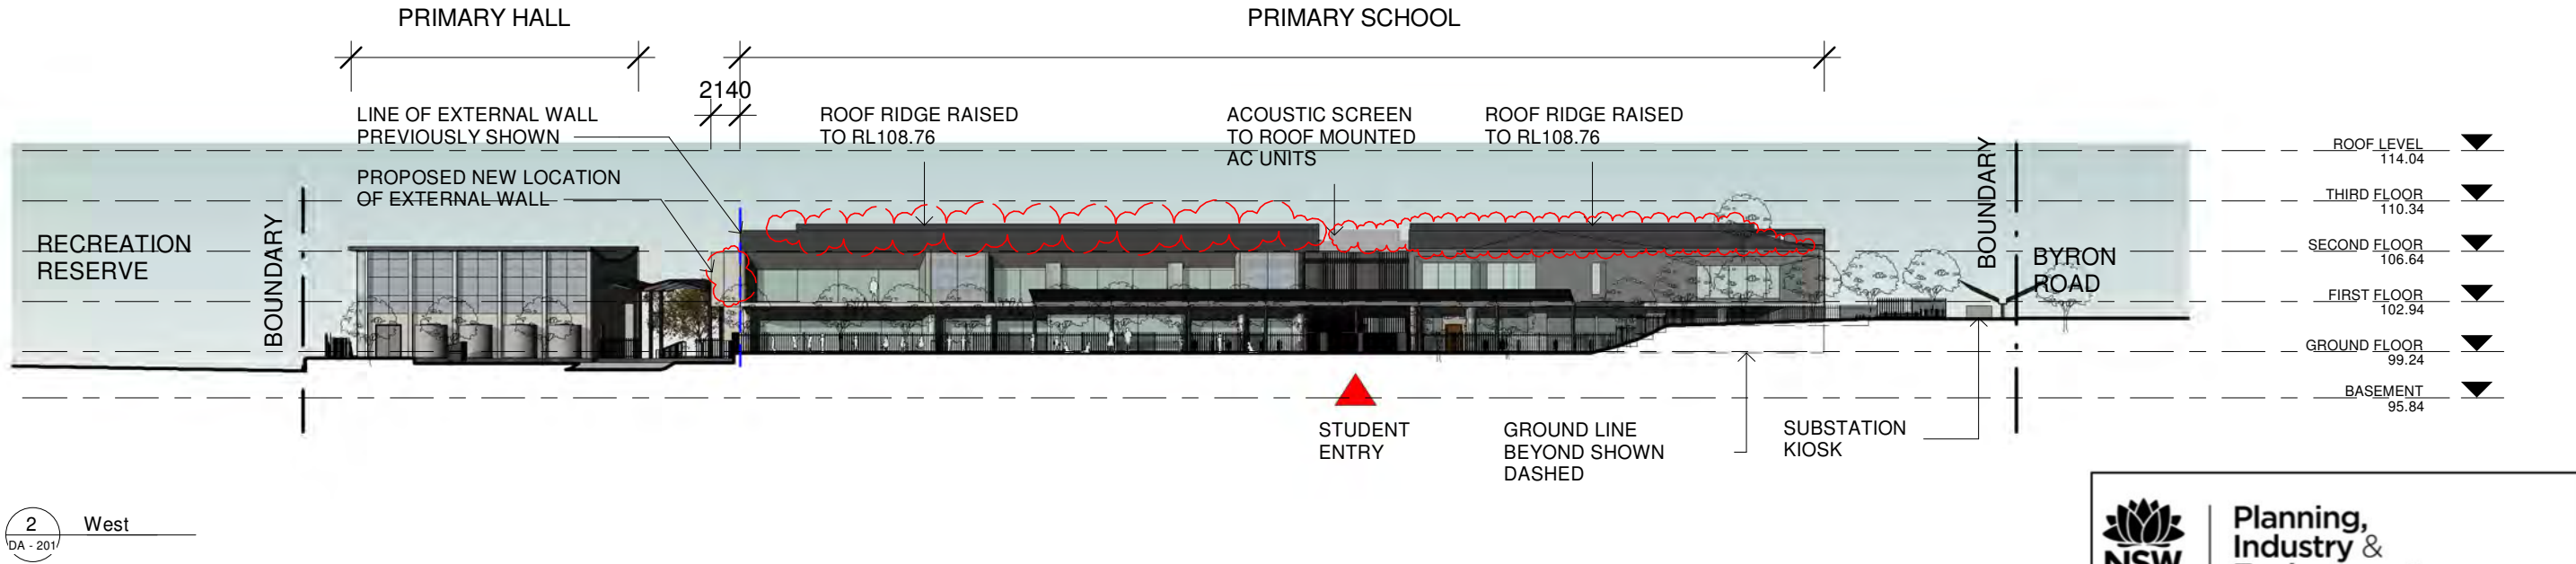 PRIMARY HALL
PRIMARY SCHOOL
2140
LINE OF EXTERNAL WALL
PREVIOUSLY SHOWN
PROPOSED NEW LOCATION
OF EXTERNAL WALL
ROOF RIDGE RAISED
TO RL108.76
ACOUSTIC SCREEN
TO ROOF MOUNTED
AC UNITS
ROOF RIDGE RAISED
TO RL108.76
RECREATION
RESERVE
BOUNDARY
BOUNDARY
BYRON
ROAD
ROOF LEVEL
114.04
THIRD FLOOR
110.34
SECOND FLOOR
106.64
FIRST FLOOR
102.94
GROUND FLOOR
99.24
BASEMENT
95.84
STUDENT
ENTRY
GROUND LINE
BEYOND SHOWN
DASHED
SUBSTATION
KIOSK
2
DA - 201
West
NSW
Planning,
Industry &